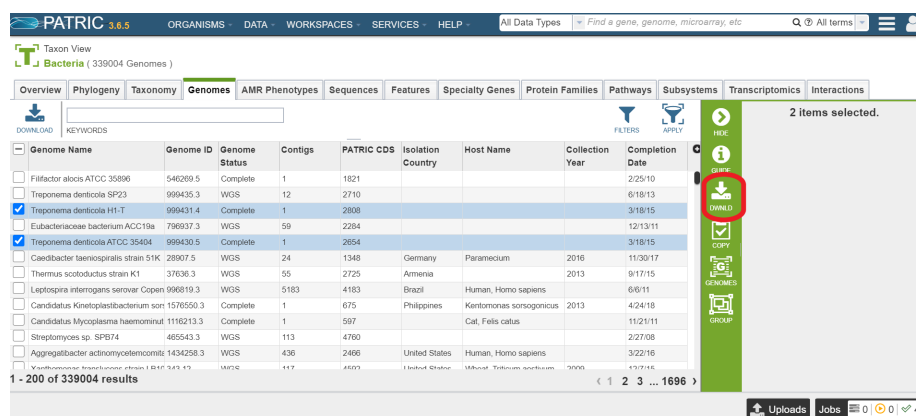 PATRIC 3.6.5 ORGANISMS DATA WORKSPACES SERVICES HELP All Data Types Find a gene, genome, microarray, etc All terms
Taxon View
Bacteria ( 339004 Genomes )
Overview Phylogeny Taxonomy Genomes AMR Phenotypes Sequences Features Specialty Genes Protein Families Pathways Subsystems Transcriptomics Interactions
DOWNLOAD KEYWORDS FILTERS APPLY HIDE 2 items selected.
Genome Name Genome ID Genome Status Contigs PATRIC CDS Isolation Country Host Name Collection Year Completion Date
GUIDE
Filifactor alocis ATCC 35896 546269.5 Complete 1 1821 2/25/10
Treponema denticola SP23 999435.3 WGS 12 2710 6/18/13
Treponema denticola H1-T 999431.4 Complete 1 2808 3/18/15
DWNLD
Eubacteriaceae bacterium ACC19a 796937.3 WGS 59 2284 12/13/11
Treponema denticola ATCC 35404 999430.5 Complete 1 2654 3/18/15
COPY
Caedibacter taeniospiralis strain 51K 28907.5 WGS 24 1348 Germany Paramecium 2016 11/30/17
Thermus scotoductus strain K1 37636.3 WGS 55 2725 Armenia 2013 9/17/15
GENOMES
Leptospira interrogans serovar Copen 996819.3 WGS 5183 4183 Brazil Human, Homo sapiens 6/6/11
Candidatus Kinetoplastibacterium sor 1576550.3 Complete 1 675 Philippines Kentomonas sorsogonicus 2013 4/24/18
Candidatus Mycoplasma haemominut 1116213.3 Complete 1 597 Cat, Felis catus 11/21/11
GROUP
Streptomyces sp. SPB74 465543.3 WGS 113 4760 2/27/08
Aggregatibacter actinomycetemcomita 1434258.3 WGS 436 2466 United States Human, Homo sapiens 3/22/16
1 - 200 of 339004 results 1 2 3 ... 1696
Uploads Jobs 0 0